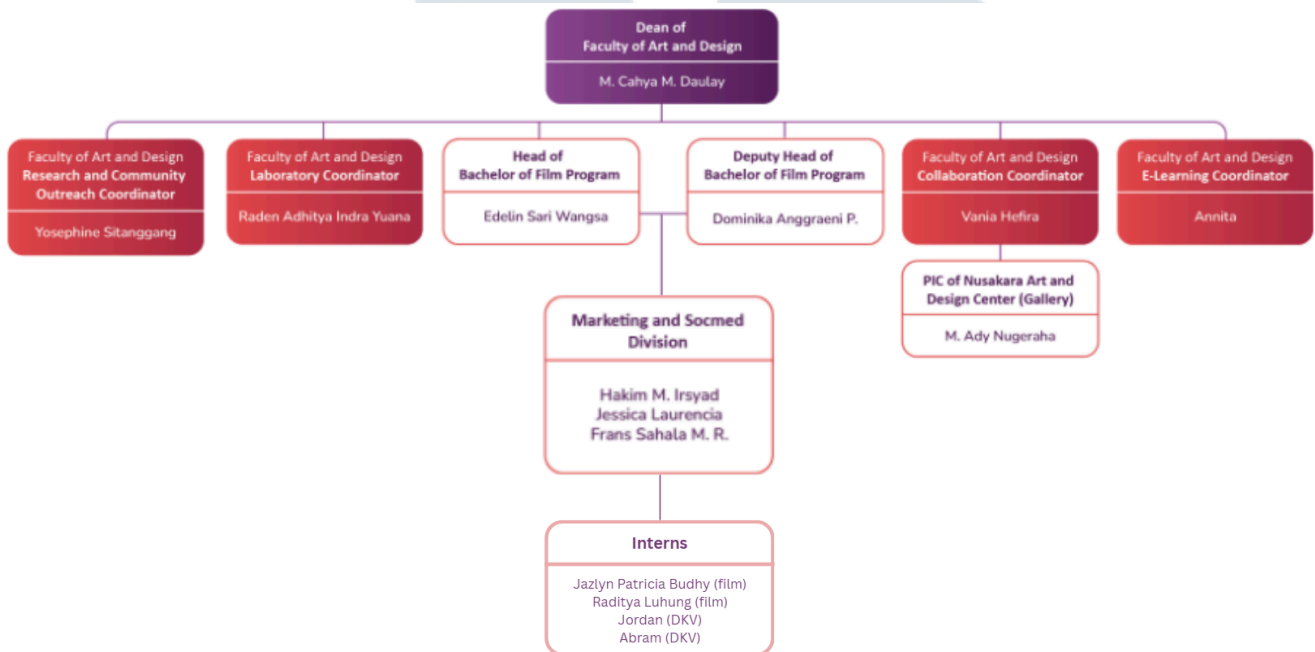 Dean of
Faculty of Art and Design
M. Cahya M. Daulay
Faculty of Art and Design
Research and Community
Outreach Coordinator
Yosephine Sitanggang
Faculty of Art and Design
Laboratory Coordinator
Raden Adhitya Indra Yuana
Head of
Bachelor of Film Program
Edelin Sari Wangsa
Deputy Head of
Bachelor of Film Program
Dominika Anggraeni P.
Faculty of Art and Design
Collaboration Coordinator
Vania Hefira
Faculty of Art and Design
E-Learning Coordinator
Annita
PIC of Nusakara Art and
Design Center (Gallery)
M. Ady Nugeraha
Marketing and Socmed
Division
Hakim M. Irsyad
Jessica Laurencia
Frans Sahala M. R.
Interns
Jazlyn Patricia Budhy (film)
Raditya Luhung (film)
Jordan (DKV)
Abram (DKV)